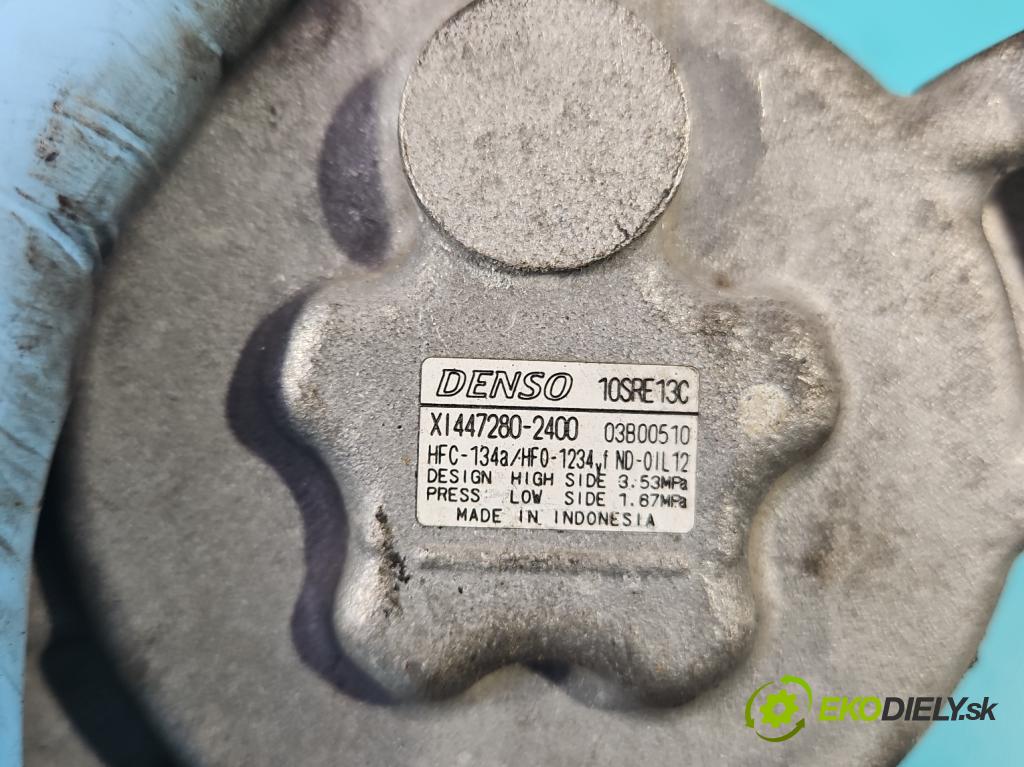 DENSO 10SRE13C
XI447280-2400 03B00510
HFC-134a/HFO-1234yf ND-OIL12
DESIGN HIGH SIDE 3.53MPa
PRESS LOW SIDE 1.67MPa
MADE IN INDONESIA
EKODIELY.sk